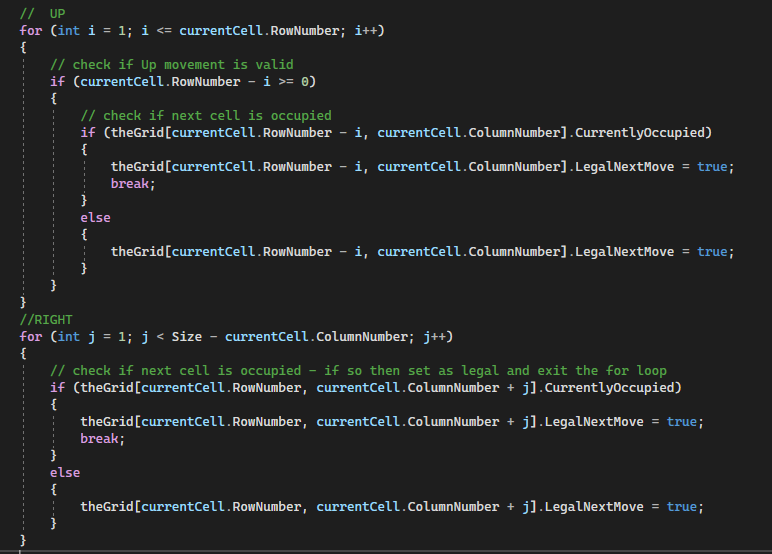 //  UP
for (int i = 1; i <= currentCell.RowNumber; i++)
{
    // check if Up movement is valid
    if (currentCell.RowNumber - i >= 0)
    {
        // check if next cell is occupied
        if (theGrid[currentCell.RowNumber - i, currentCell.ColumnNumber].CurrentlyOccupied)
        {
            theGrid[currentCell.RowNumber - i, currentCell.ColumnNumber].LegalNextMove = true;
            break;
        }
        else
        {
            theGrid[currentCell.RowNumber - i, currentCell.ColumnNumber].LegalNextMove = true;
        }
    }
}
//RIGHT
for (int j = 1; j < Size - currentCell.ColumnNumber; j++)
{
    // check if next cell is occupied - if so then set as legal and exit the for loop
    if (theGrid[currentCell.RowNumber, currentCell.ColumnNumber + j].CurrentlyOccupied)
    {
        theGrid[currentCell.RowNumber, currentCell.ColumnNumber + j].LegalNextMove = true;
        break;
    }
    else
    {
        theGrid[currentCell.RowNumber, currentCell.ColumnNumber + j].LegalNextMove = true;
    }
}